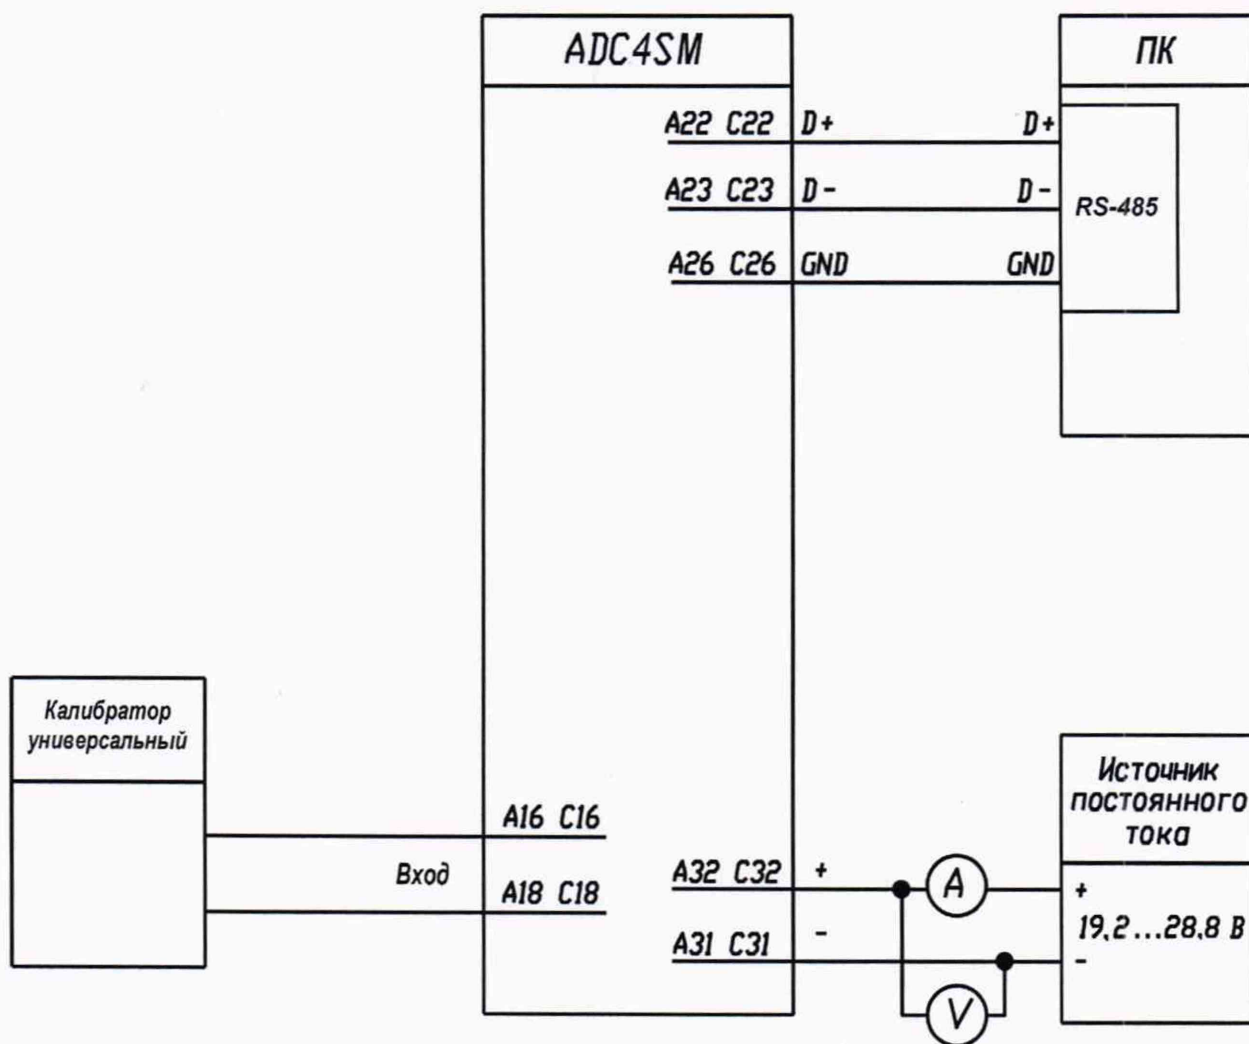 ADC4SM
ПК
A22 C22 D+ D+
A23 C23 D- D-
RS-485
A26 C26 GND GND
Калибратор
универсальный
Источник
постоянного
тока
A16 C16
Вход
A18 C18
A32 C32 + A +
19,2...28,8 В
A31 C31 - -
V